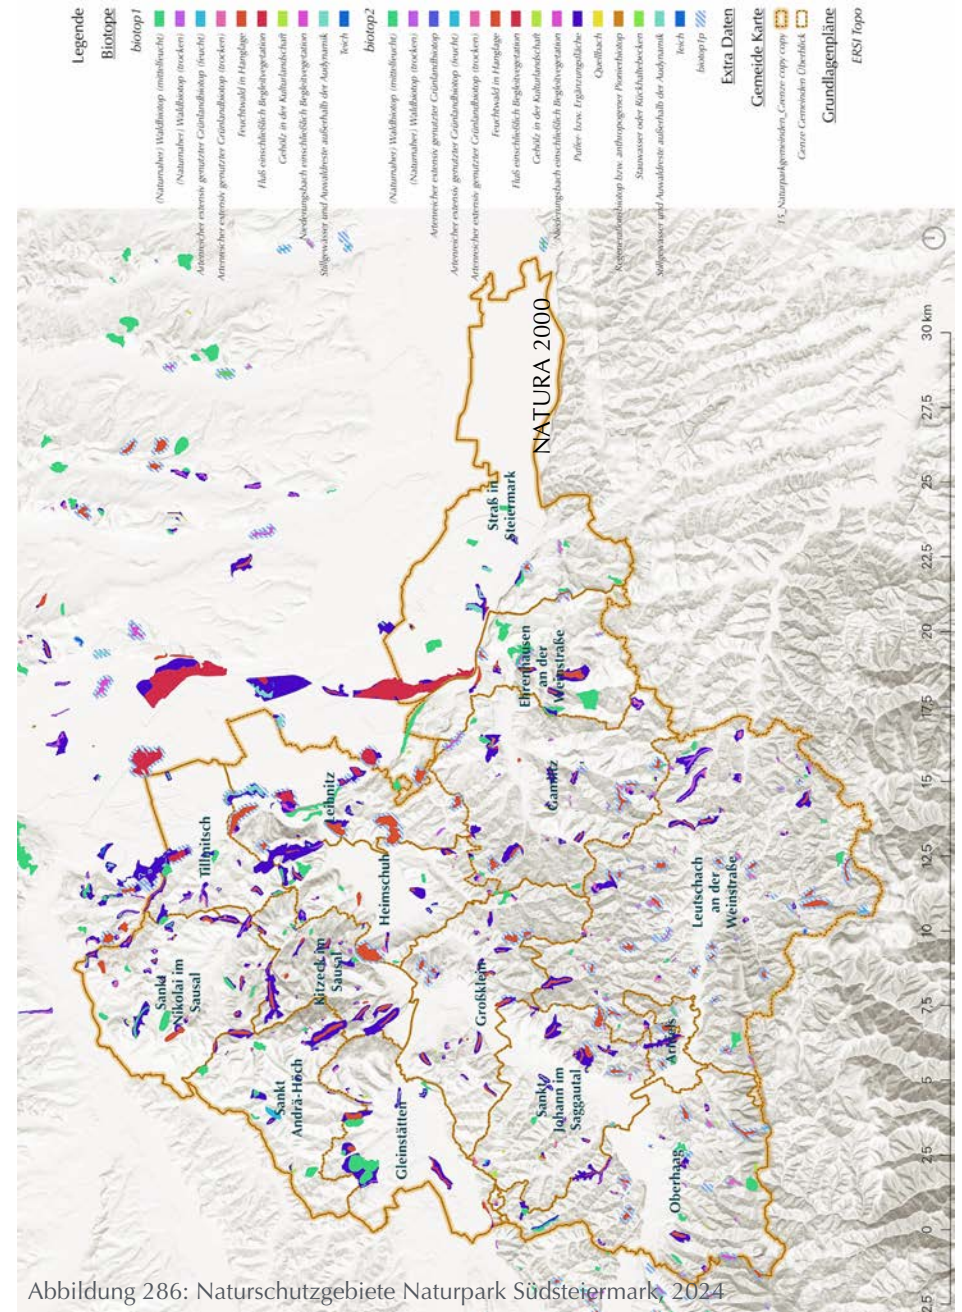 Legende
Biotope
biotop1
(Naturnaher) Waldbiotop (mittelfeucht)
(Naturnaher) Waldbiotop (trocken)
Artenreicher extensiv genutzter Grünlandbiotop (feucht)
Artenreicher extensiv genutzter Grünlandbiotop (trocken)
Feuchtwald in Hanglage
Fluß einschließlich Begleitvegetation
Gehölz in der Kulturlandschaft
Niederungsbach einschließlich Begleitvegetation
Stillgewässer und Auwaldreste außerhalb der Audynamik
Teich
biotop2
(Naturnaher) Waldbiotop (mittelfeucht)
(Naturnaher) Waldbiotop (trocken)
Artenreicher extensiv genutzter Grünlandbiotop
Artenreicher extensiv genutzter Grünlandbiotop (feucht)
Artenreicher extensiv genutzter Grünlandbiotop (trocken)
Feuchtwald in Hanglage
Fluß einschließlich Begleitvegetation
Gehölz in der Kulturlandschaft
Niederungsbach einschließlich Begleitvegetation
Puffer- bzw. Ergänzungsfläche
Quellbach
Regenerationsbiotop bzw. anthropogener Pionierbiotop
Stauwasser oder Rückhaltebecken
Stillgewässer und Auwaldreste außerhalb der Audynamik
Teich
biotop1p
Extra Daten
Gemeide Karte
15_Naturparkgemeinden_Grenze copy copy
Genze Gemeinden Überblick
Grundlagenpläne
ERSI Topo
NATURA 2000
Straß in
Steiermark
Ehrenhausen
an der
Weinstraße
Gamlitz
Leibnitz
Tillmitsch
Heimschuh
Leutschach
an der
Weinstraße
Sankt
Nikolai im
Sausal
Kitzeck im
Sausal
Großklein
Sankt
Andrä-Höch
Gleinstätten
Sankt
Johann im
Saggautal
Arnfels
Oberhaag
2,5
0
2,5
5
7,5
10
12,5
15
17,5
20
22,5
25
27,5
30 km
Abbildung 286: Naturschutzgebiete Naturpark Südsteiermark, 2024